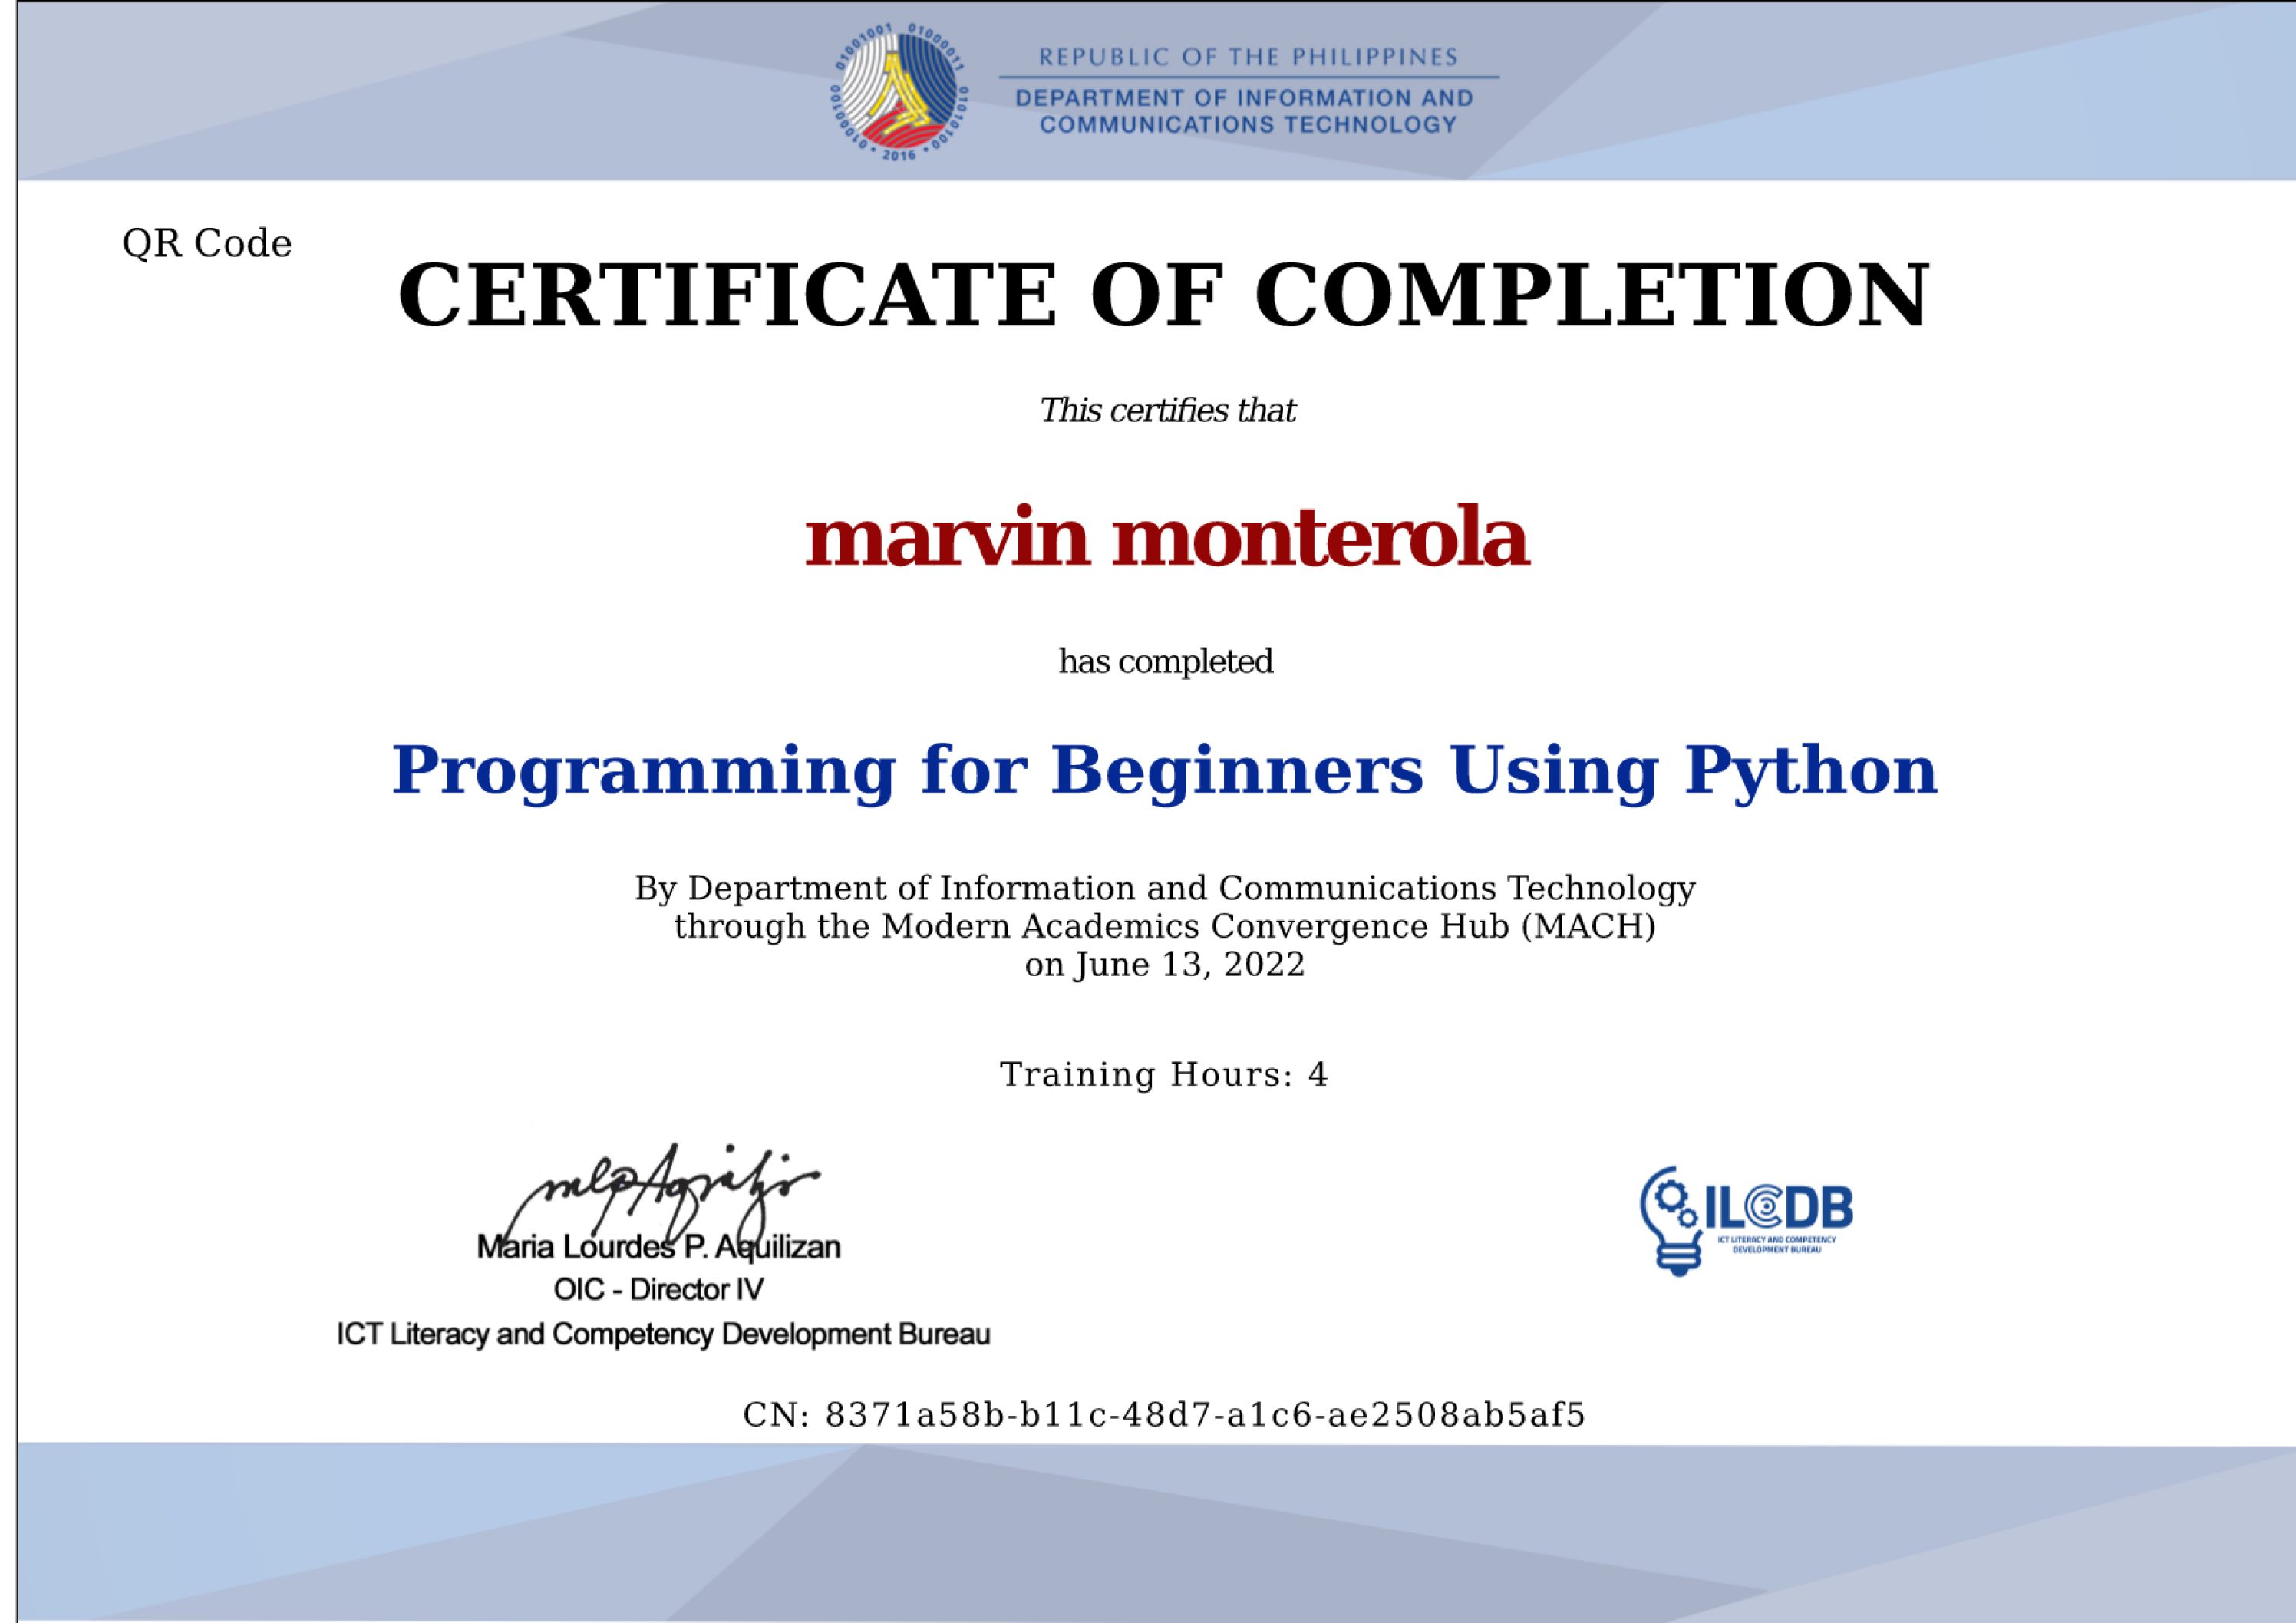 01001001 01000011 01010100 01000100 • 2016 •
REPUBLIC OF THE PHILIPPINES
DEPARTMENT OF INFORMATION AND
COMMUNICATIONS TECHNOLOGY
QR Code
CERTIFICATE OF COMPLETION
This certifies that
marvin monterola
has completed
Programming for Beginners Using Python
By Department of Information and Communications Technology
through the Modern Academics Convergence Hub (MACH)
on June 13, 2022
Training Hours: 4
Maria Lourdes P. Aquilizan
OIC - Director IV
ICT Literacy and Competency Development Bureau
ILCDB
ICT LITERACY AND COMPETENCY
DEVELOPMENT BUREAU
CN: 8371a58b-b11c-48d7-a1c6-ae2508ab5af5